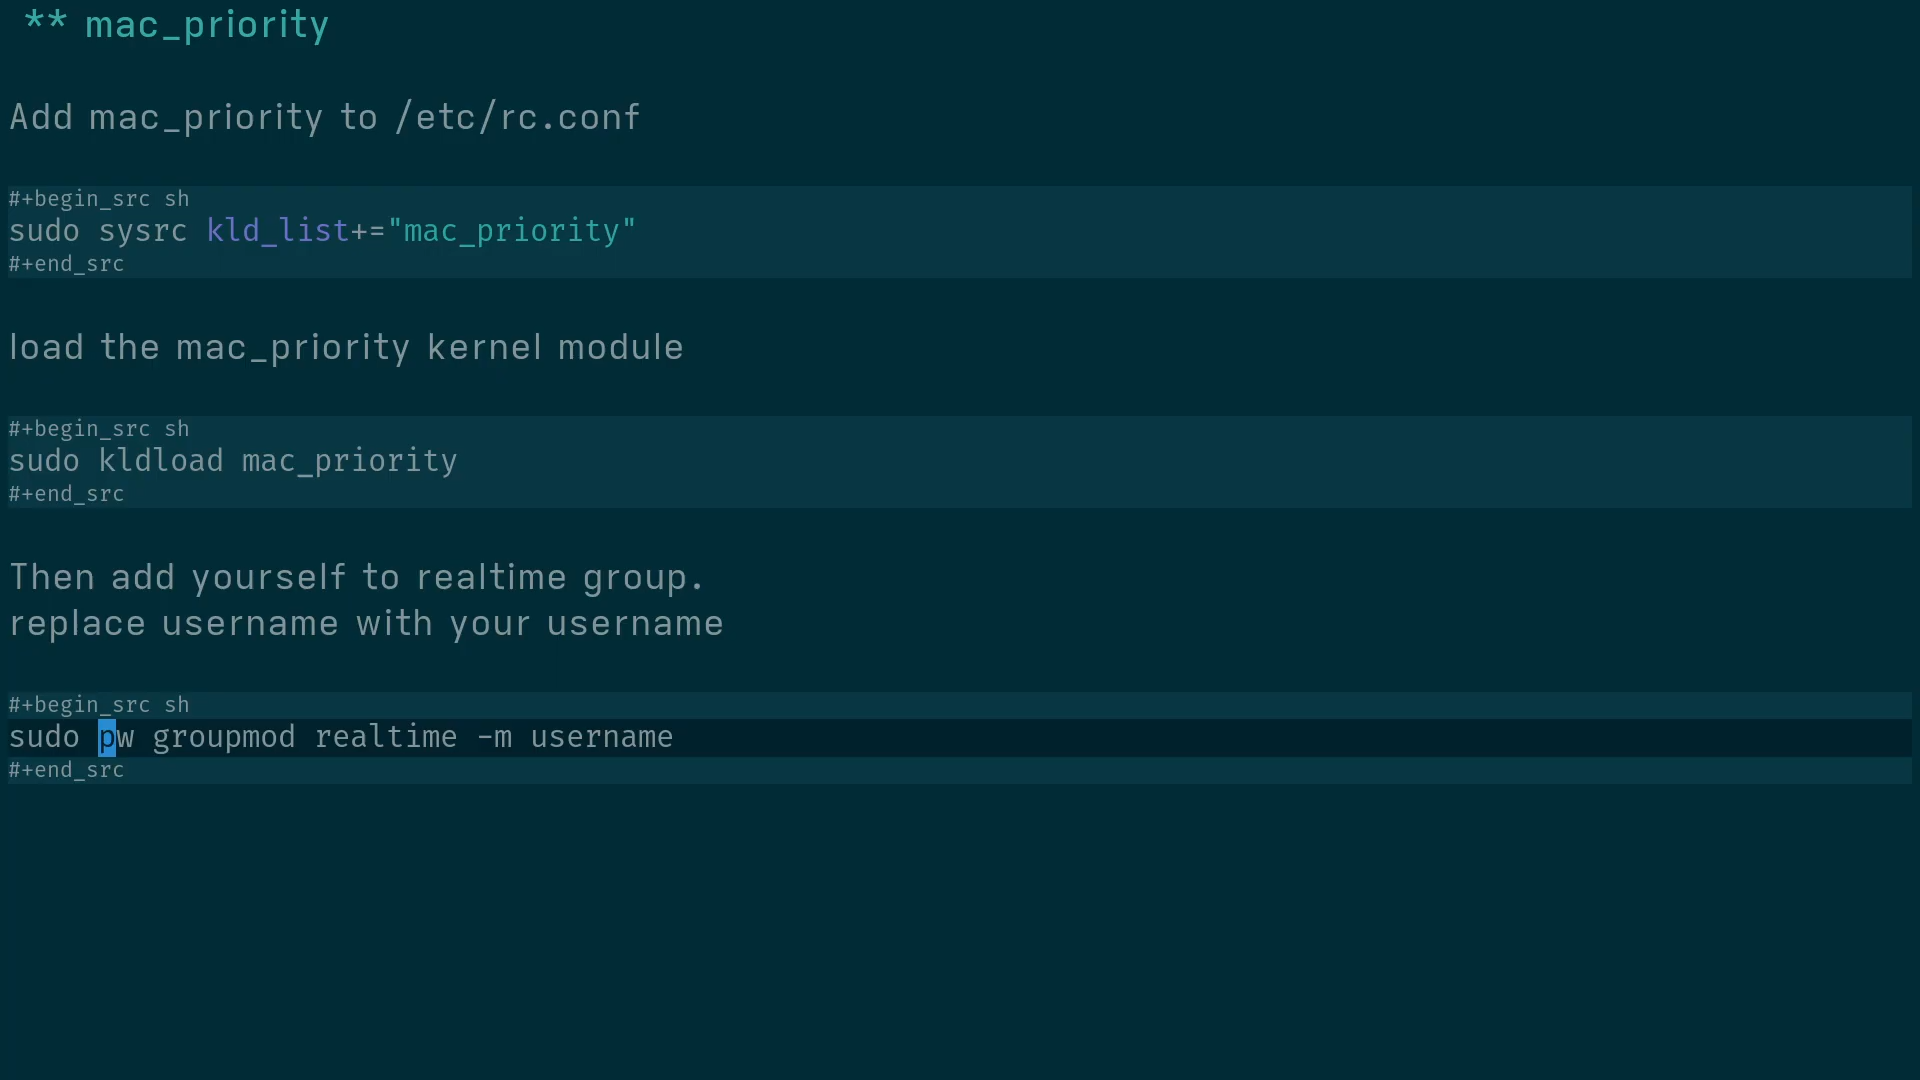 ** mac_priority
Add mac_priority to /etc/rc.conf
#+begin_src sh
sudo sysrc kld_list+="mac_priority"
#+end_src
load the mac_priority kernel module
#+begin_src sh
sudo kldload mac_priority
#+end_src
Then add yourself to realtime group.
replace username with your username
#+begin_src sh
sudo pw groupmod realtime -m username
#+end_src